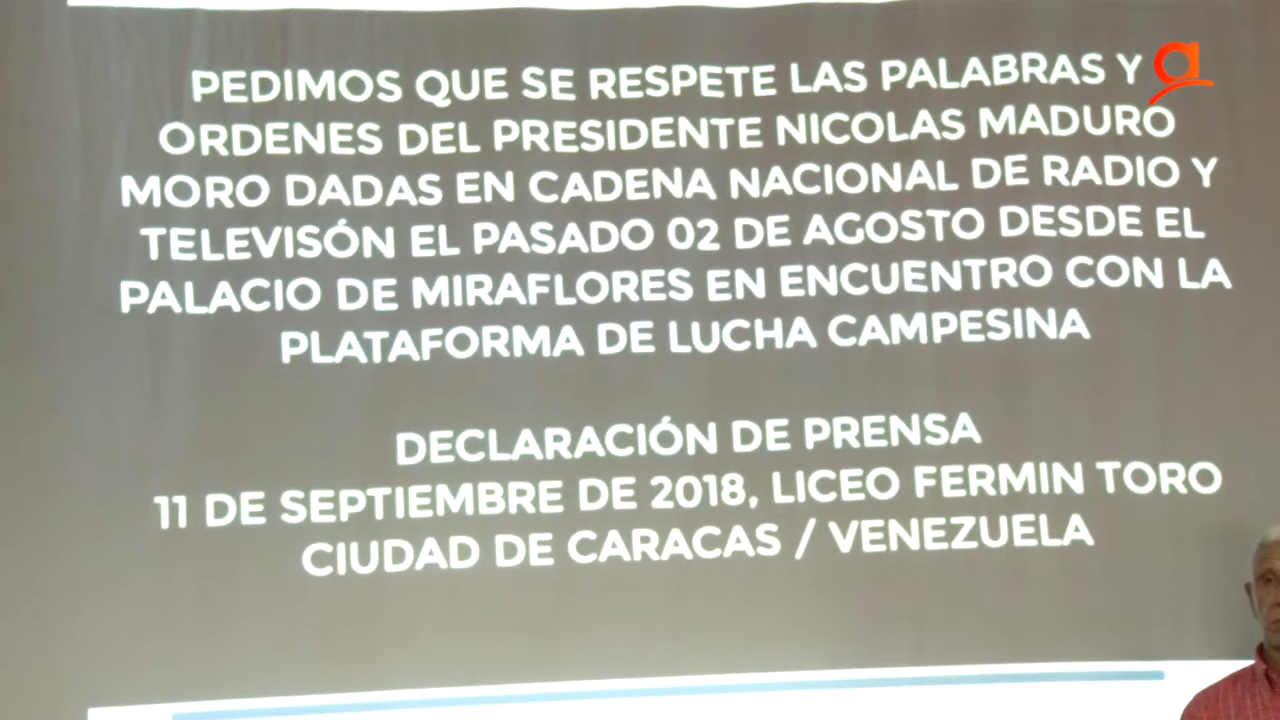 PEDIMOS QUE SE RESPETE LAS PALABRAS Y
ORDENES DEL PRESIDENTE NICOLAS MADURO
MORO DADAS EN CADENA NACIONAL DE RADIO Y
TELEVISÓN EL PASADO 02 DE AGOSTO DESDE EL
PALACIO DE MIRAFLORES EN ENCUENTRO CON LA
PLATAFORMA DE LUCHA CAMPESINA
DECLARACIÓN DE PRENSA
11 DE SEPTIEMBRE DE 2018, LICEO FERMIN TORO
CIUDAD DE CARACAS / VENEZUELA